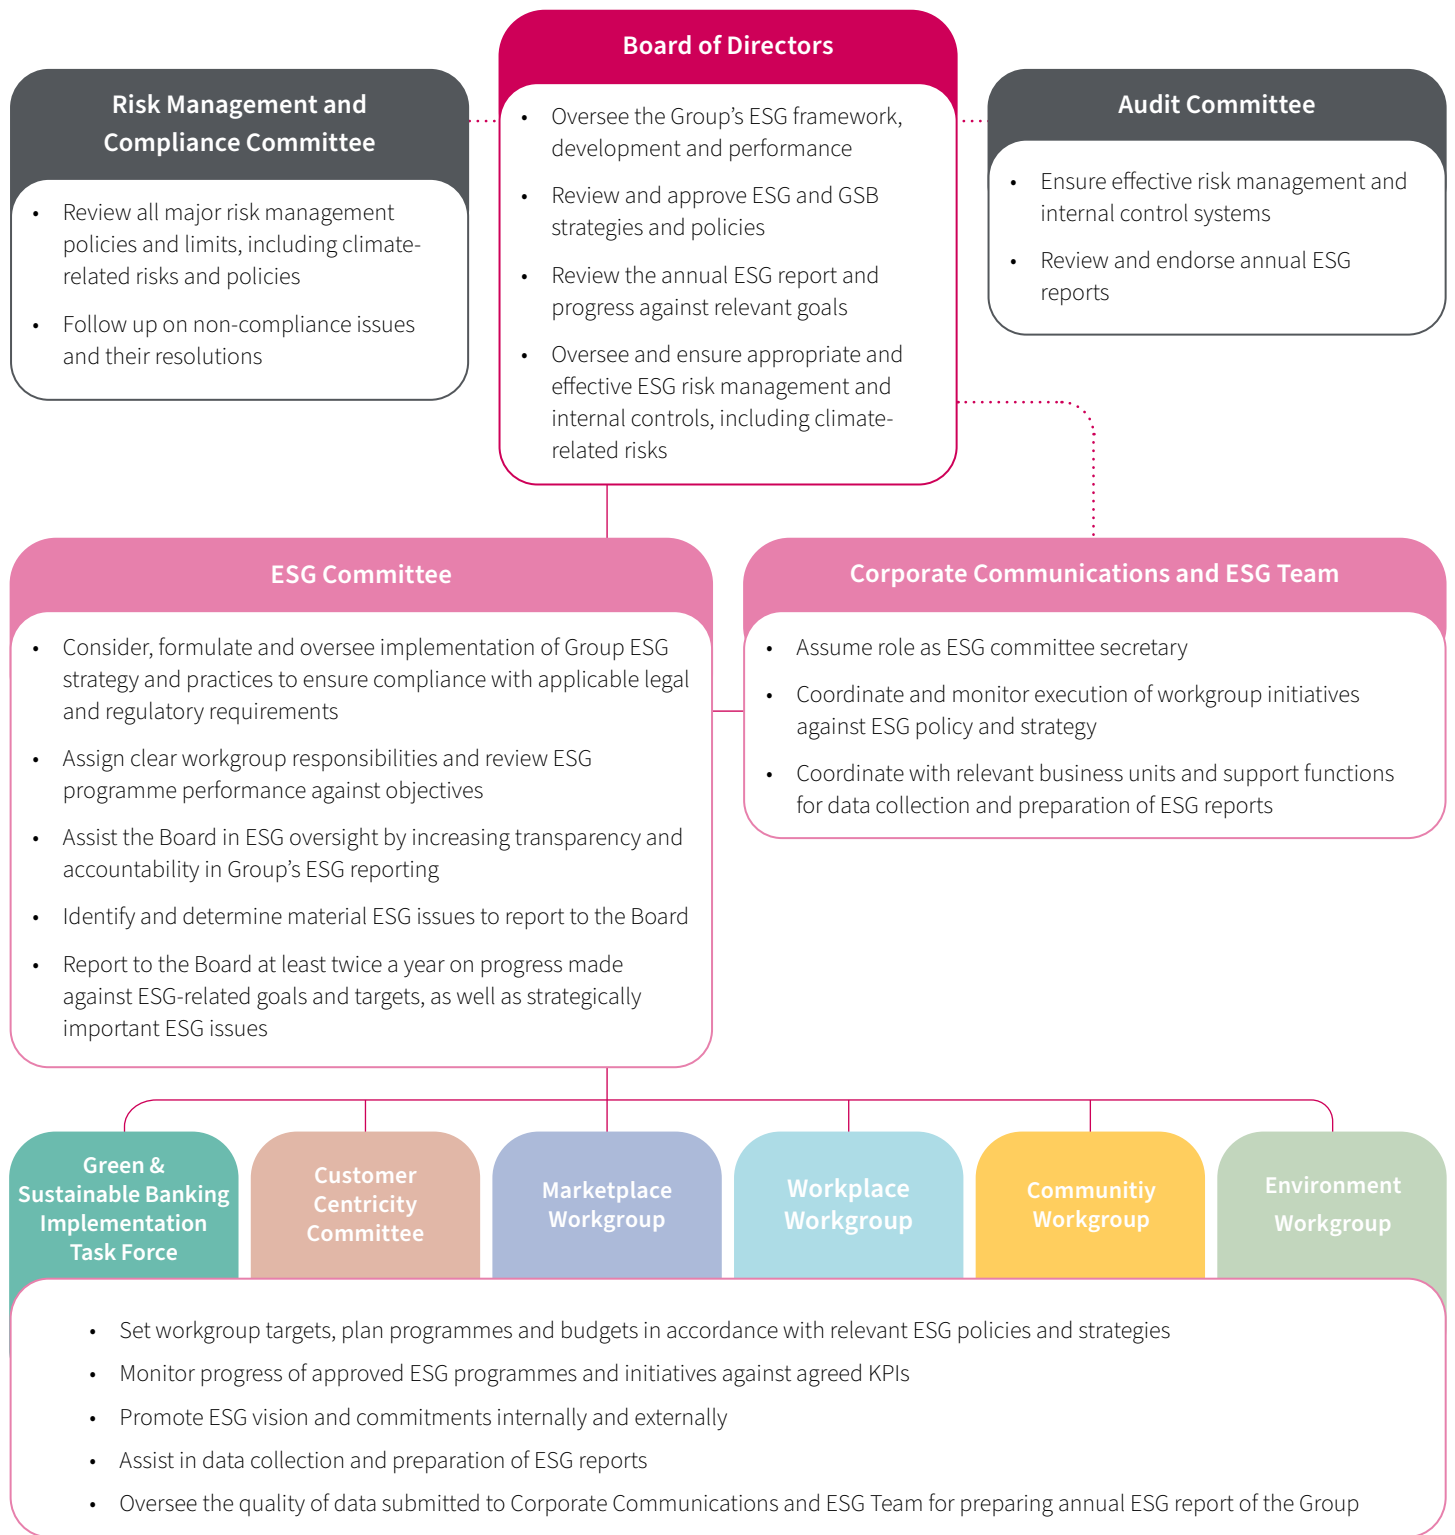 Board of Directors
• Oversee the Group’s ESG framework,
development and performance
• Review and approve ESG and GSB
strategies and policies
• Review the annual ESG report and
progress against relevant goals
• Oversee and ensure appropriate and
effective ESG risk management and
internal controls, including climate-
related risks
Risk Management and
Compliance Committee
• Review all major risk management
policies and limits, including climate-
related risks and policies
• Follow up on non-compliance issues
and their resolutions
Audit Committee
• Ensure effective risk management and
internal control systems
• Review and endorse annual ESG
reports
ESG Committee
• Consider, formulate and oversee implementation of Group ESG
strategy and practices to ensure compliance with applicable legal
and regulatory requirements
• Assign clear workgroup responsibilities and review ESG
programme performance against objectives
• Assist the Board in ESG oversight by increasing transparency and
accountability in Group’s ESG reporting
• Identify and determine material ESG issues to report to the Board
• Report to the Board at least twice a year on progress made
against ESG-related goals and targets, as well as strategically
important ESG issues
Corporate Communications and ESG Team
• Assume role as ESG committee secretary
• Coordinate and monitor execution of workgroup initiatives
against ESG policy and strategy
• Coordinate with relevant business units and support functions
for data collection and preparation of ESG reports
Green &
Sustainable Banking
Implementation
Task Force
Customer
Centricity
Committee
Marketplace
Workgroup
Workplace
Workgroup
Communitiy
Workgroup
Environment
Workgroup
• Set workgroup targets, plan programmes and budgets in accordance with relevant ESG policies and strategies
• Monitor progress of approved ESG programmes and initiatives against agreed KPIs
• Promote ESG vision and commitments internally and externally
• Assist in data collection and preparation of ESG reports
• Oversee the quality of data submitted to Corporate Communications and ESG Team for preparing annual ESG report of the Group